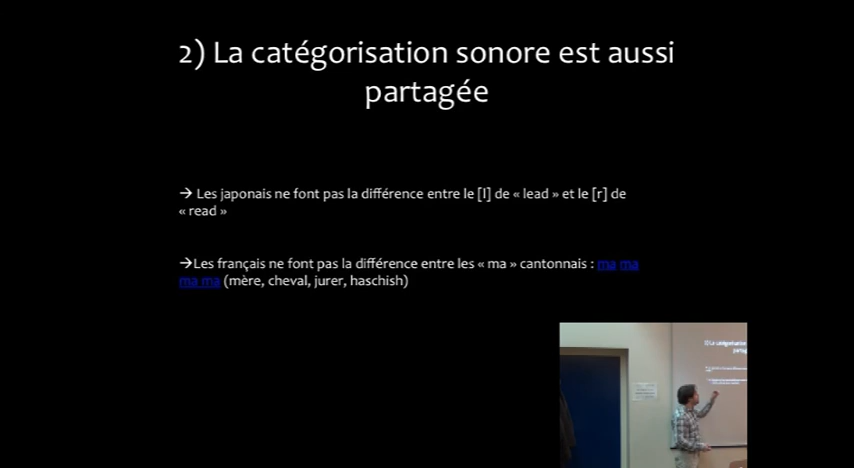 2) La catégorisation sonore est aussi
partagée
→ Les japonais ne font pas la différence entre le [l] de « lead » et le [r] de
« read »
→Les français ne font pas la différence entre les « ma » cantonnais : ma ma
ma ma (mère, cheval, jurer, haschish)